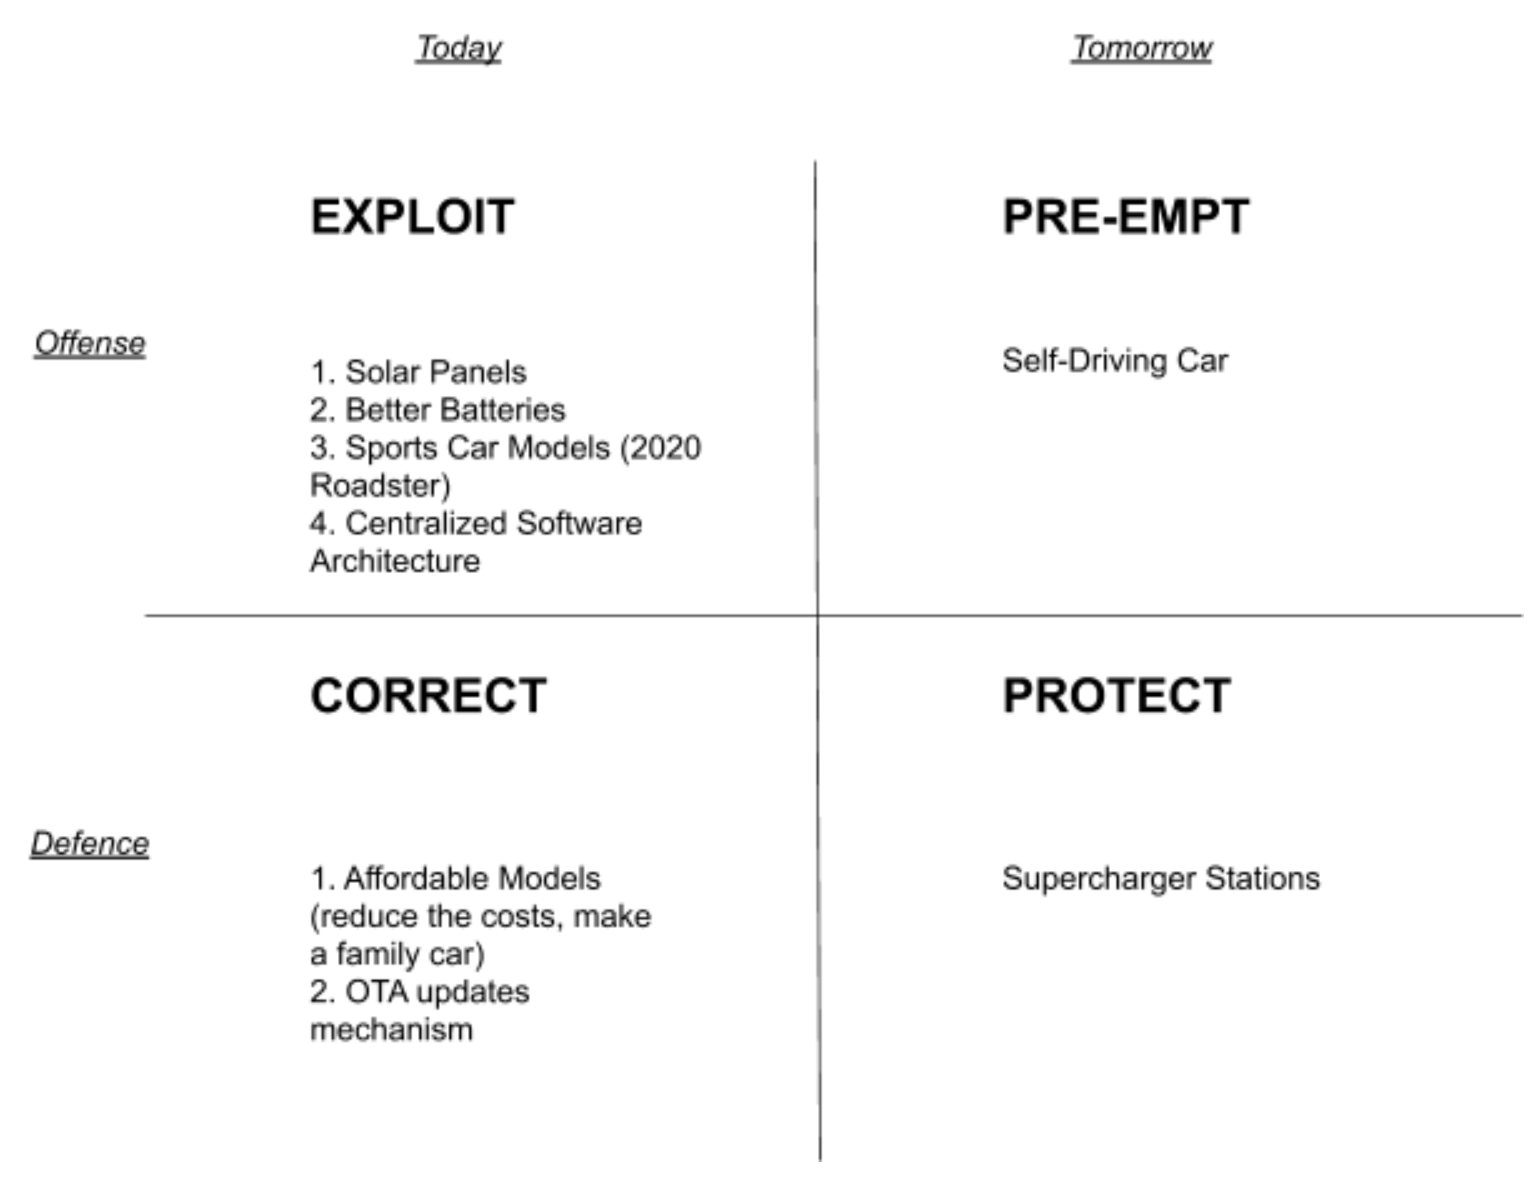 Today
Tomorrow
EXPLOIT
PRE-EMPT
Offense
1. Solar Panels
2. Better Batteries
3. Sports Car Models (2020
Roadster)
4. Centralized Software
Architecture
Self-Driving Car
CORRECT
PROTECT
Defence
1. Affordable Models
(reduce the costs, make
a family car)
2. OTA updates
mechanism
Supercharger Stations